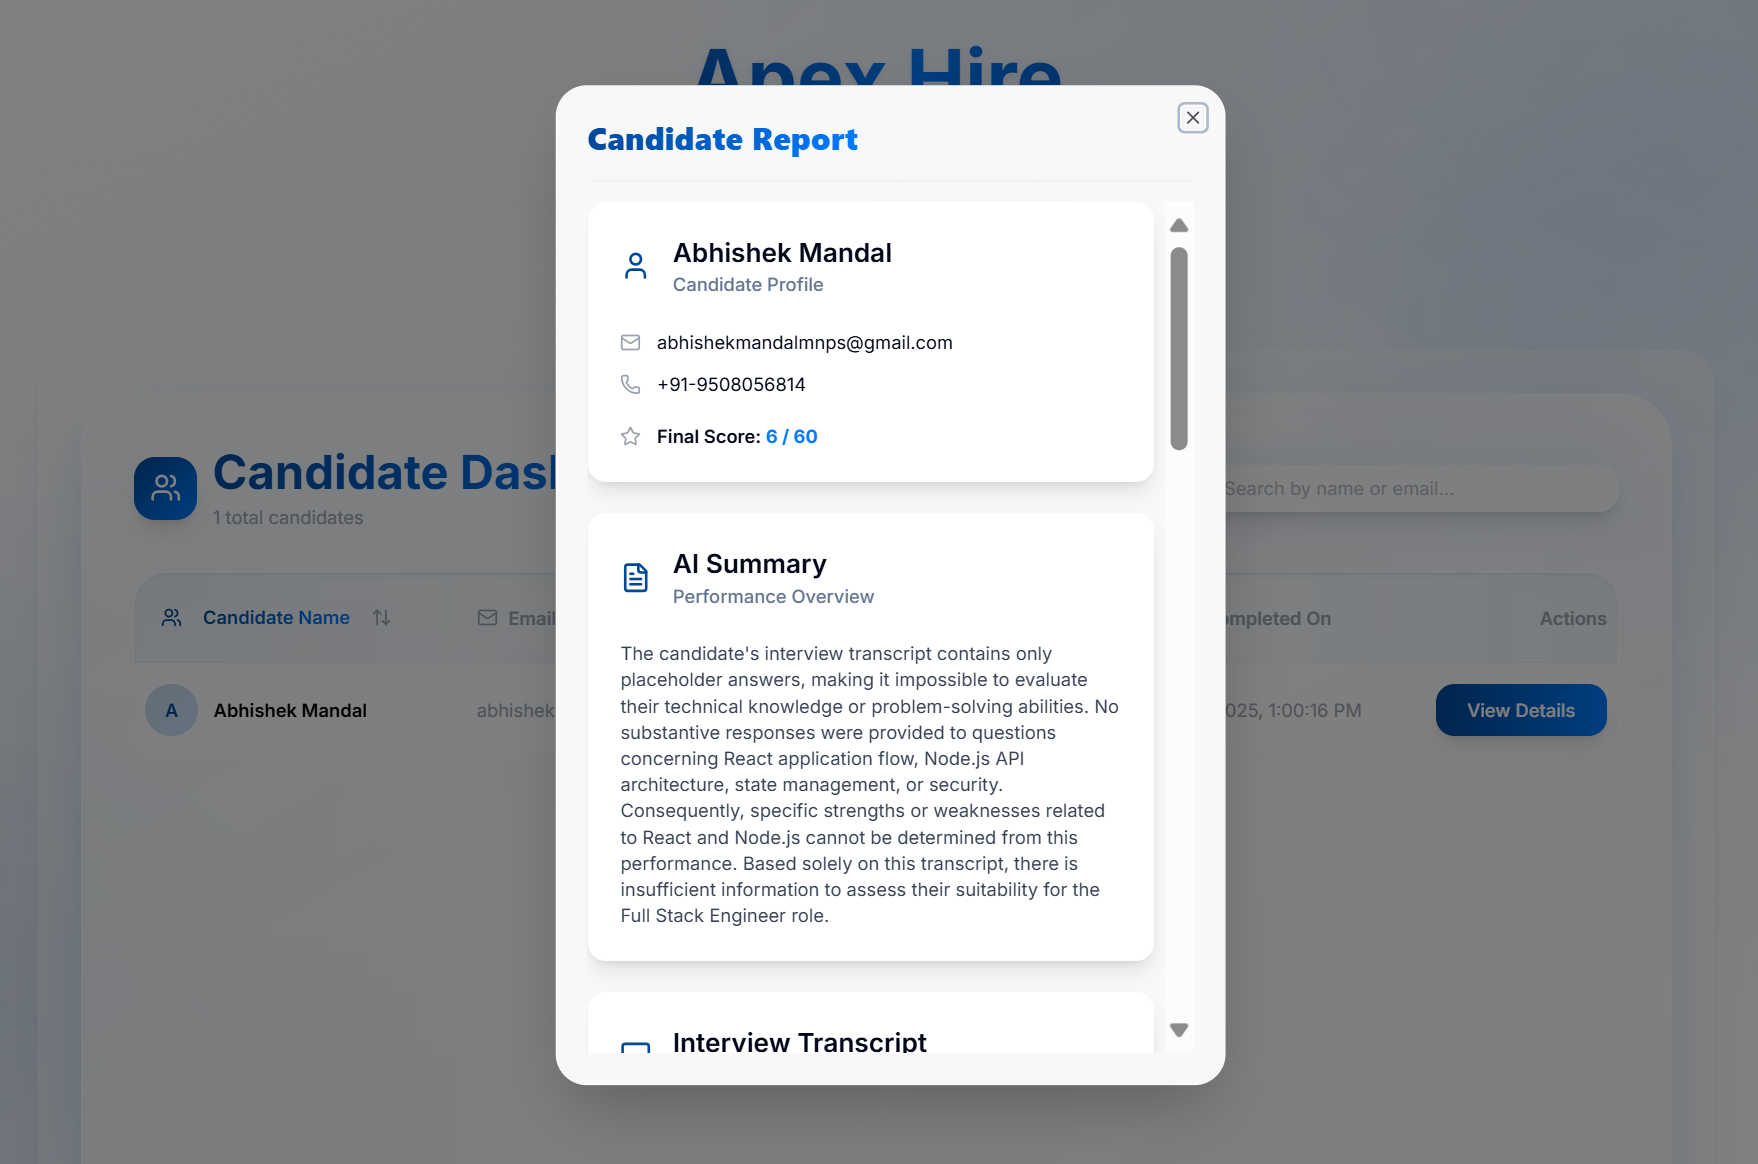 Apex Hire
Candidate Report
Abhishek Mandal
Candidate Profile
abhishekmandalmnps@gmail.com
+91-9508056814
Final Score: 6 / 60
AI Summary
Performance Overview
The candidate's interview transcript contains only
placeholder answers, making it impossible to evaluate
their technical knowledge or problem-solving abilities. No
substantive responses were provided to questions
concerning React application flow, Node.js API
architecture, state management, or security.
Consequently, specific strengths or weaknesses related
to React and Node.js cannot be determined from this
performance. Based solely on this transcript, there is
insufficient information to assess their suitability for the
Full Stack Engineer role.
Interview Transcript
Candidate Das
1 total candidates
Search by name or email...
Candidate Name
Email
ompleted On
Actions
A
Abhishek Mandal
abhishek
025, 1:00:16 PM
View Details